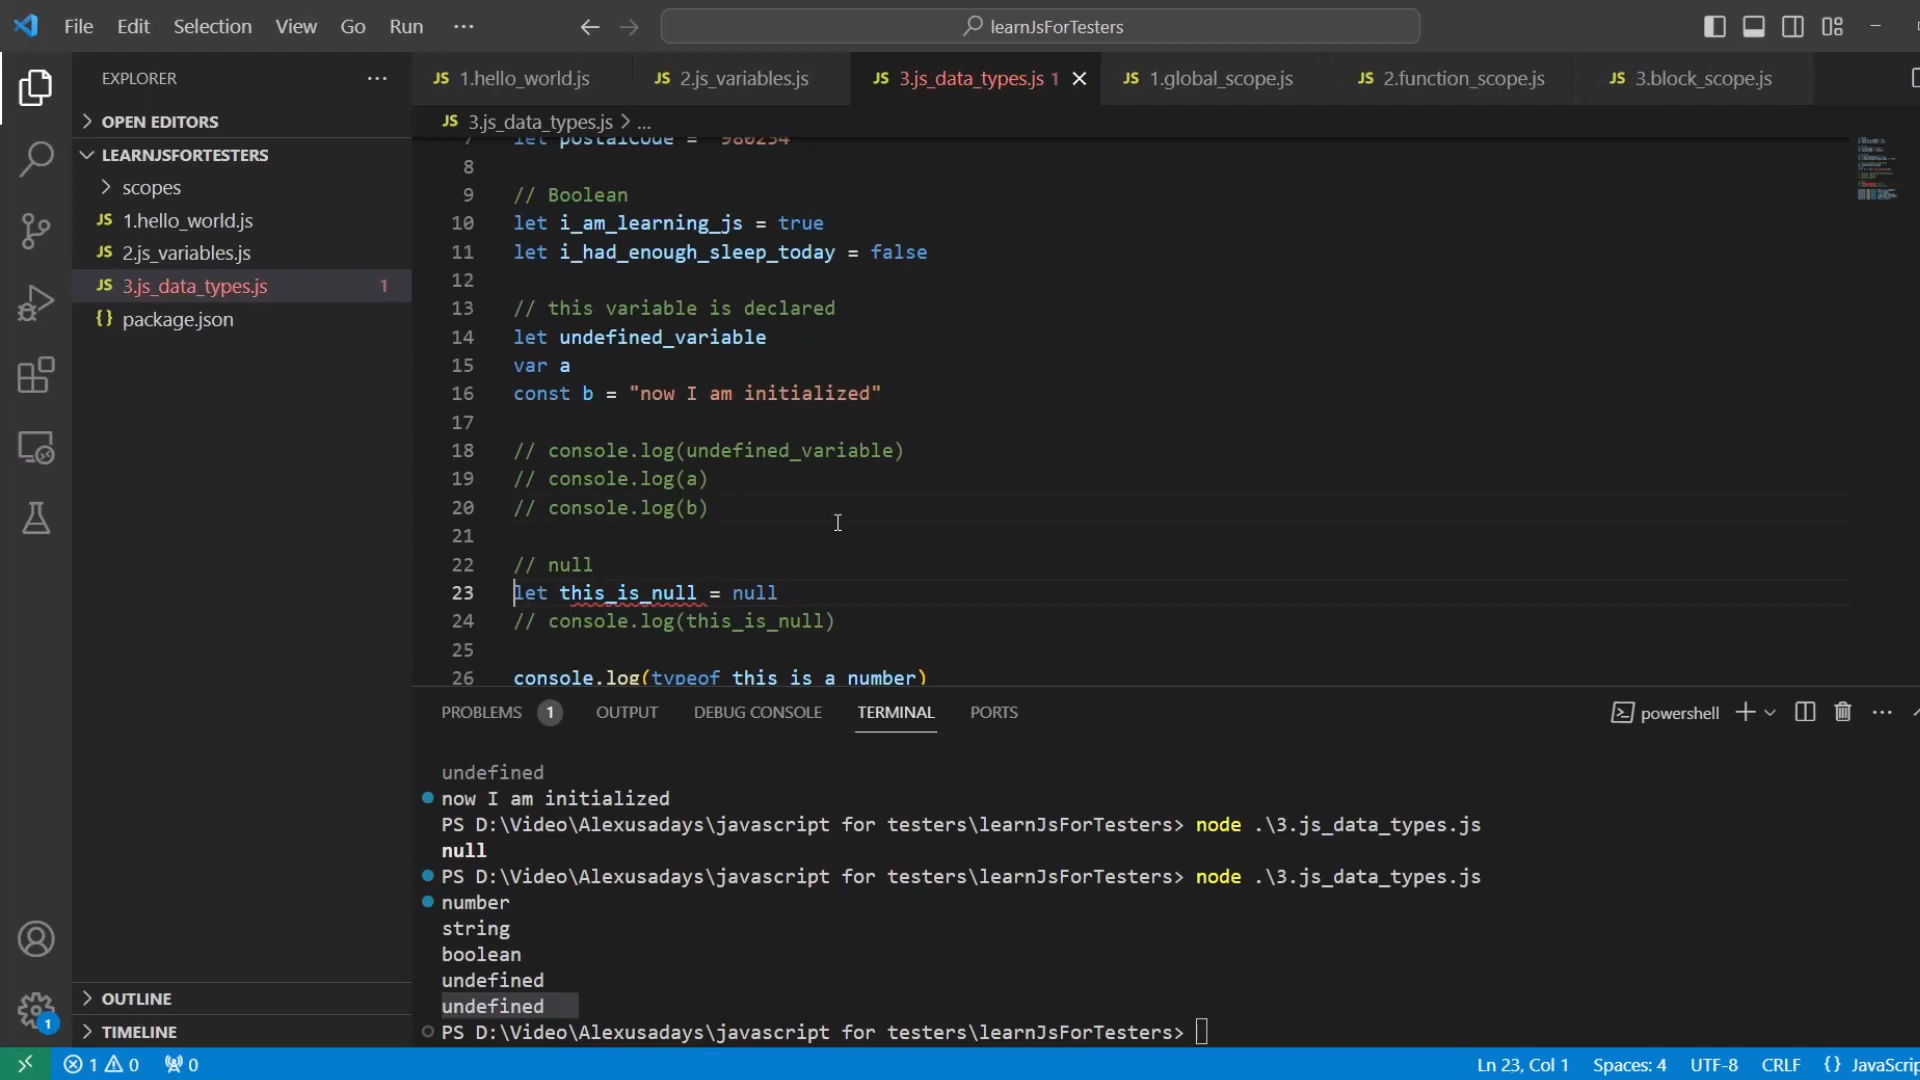 File Edit Selection View Go Run ···
learnJsForTesters
EXPLORER ···
OPEN EDITORS
LEARNJSFORTESTERS
scopes
JS 1.hello_world.js
JS 2.js_variables.js
JS 3.js_data_types.js 1
{} package.json
OUTLINE
TIMELINE
JS 1.hello_world.js JS 2.js_variables.js JS 3.js_data_types.js 1 JS 1.global_scope.js JS 2.function_scope.js JS 3.block_scope.js
JS 3.js_data_types.js > ...
7 let postalCode = "980234"
8
9 // Boolean
10 let i_am_learning_js = true
11 let i_had_enough_sleep_today = false
12
13 // this variable is declared
14 let undefined_variable
15 var a
16 const b = "now I am initialized"
17
18 // console.log(undefined_variable)
19 // console.log(a)
20 // console.log(b)
21
22 // null
23 let this_is_null = null
24 // console.log(this_is_null)
25
26 console.log(typeof this_is_a_number)
PROBLEMS 1 OUTPUT DEBUG CONSOLE TERMINAL PORTS
powershell ···
undefined
now I am initialized
PS D:\Video\Alexusadays\javascript for testers\learnJsForTesters> node .\3.js_data_types.js
null
PS D:\Video\Alexusadays\javascript for testers\learnJsForTesters> node .\3.js_data_types.js
number
string
boolean
undefined
undefined
PS D:\Video\Alexusadays\javascript for testers\learnJsForTesters>
1
1 0 0
Ln 23, Col 1 Spaces: 4 UTF-8 CRLF {} JavaScrip